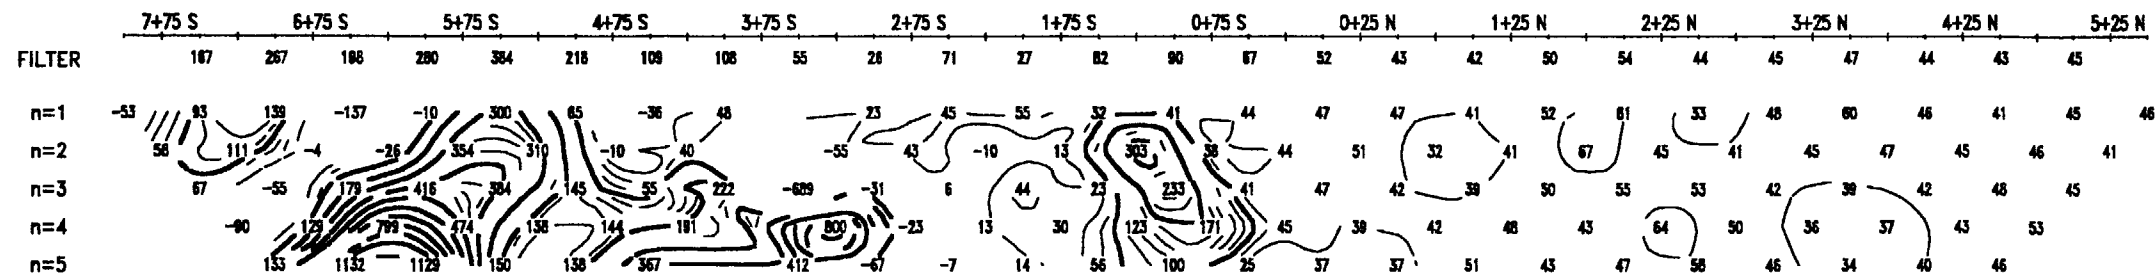 7+75 S 6+75 S 5+75 S 4+75 S 3+75 S 2+75 S 1+75 S 0+75 S 0+25 N 1+25 N 2+25 N 3+25 N 4+25 N 5+25 N
FILTER 187 267 198 280 384 218 109 108 55 26 71 27 82 90 67 52 43 42 50 54 44 45 47 44 43 45
n=1 -53 93 139 -137 -10 300 65 -36 48 23 45 55 32 41 44 47 47 41 52 61 33 48 60 46 41 45 46
n=2 58 111 -4 -26 354 310 -10 40 -55 43 -10 13 303 38 44 51 32 41 67 45 41 45 47 45 46 41
n=3 67 -55 179 416 384 145 55 222 -689 -31 6 44 23 233 41 47 42 39 50 55 53 42 39 42 48 45
n=4 -90 129 799 474 138 144 191 800 -23 13 30 123 171 45 39 42 48 43 64 50 36 37 43 53
n=5 133 1132 1129 150 138 367 412 -67 -7 14 56 100 25 37 37 51 43 47 58 46 34 40 46